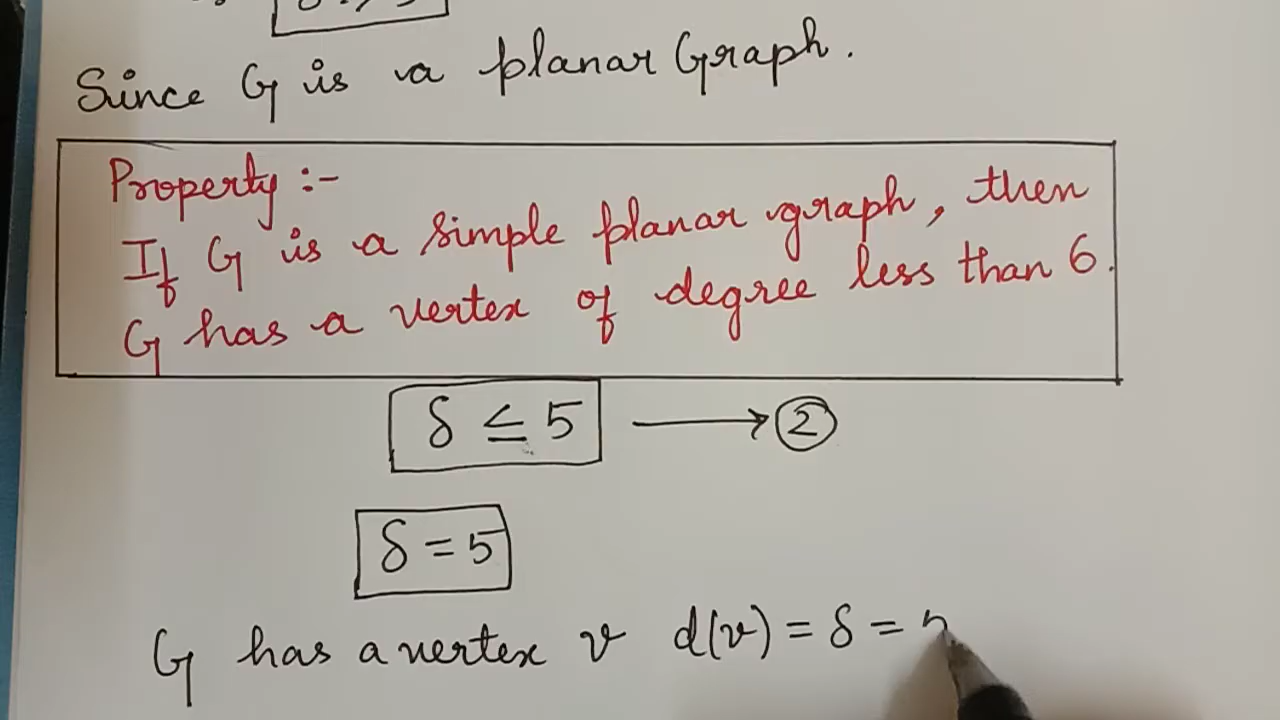 Since G is a planar Graph.
Property :-
If G is a simple planar graph, then
G has a vertex of degree less than 6.
δ ≤ 5 → ②
δ = 5
G has a vertex v d(v) = δ =